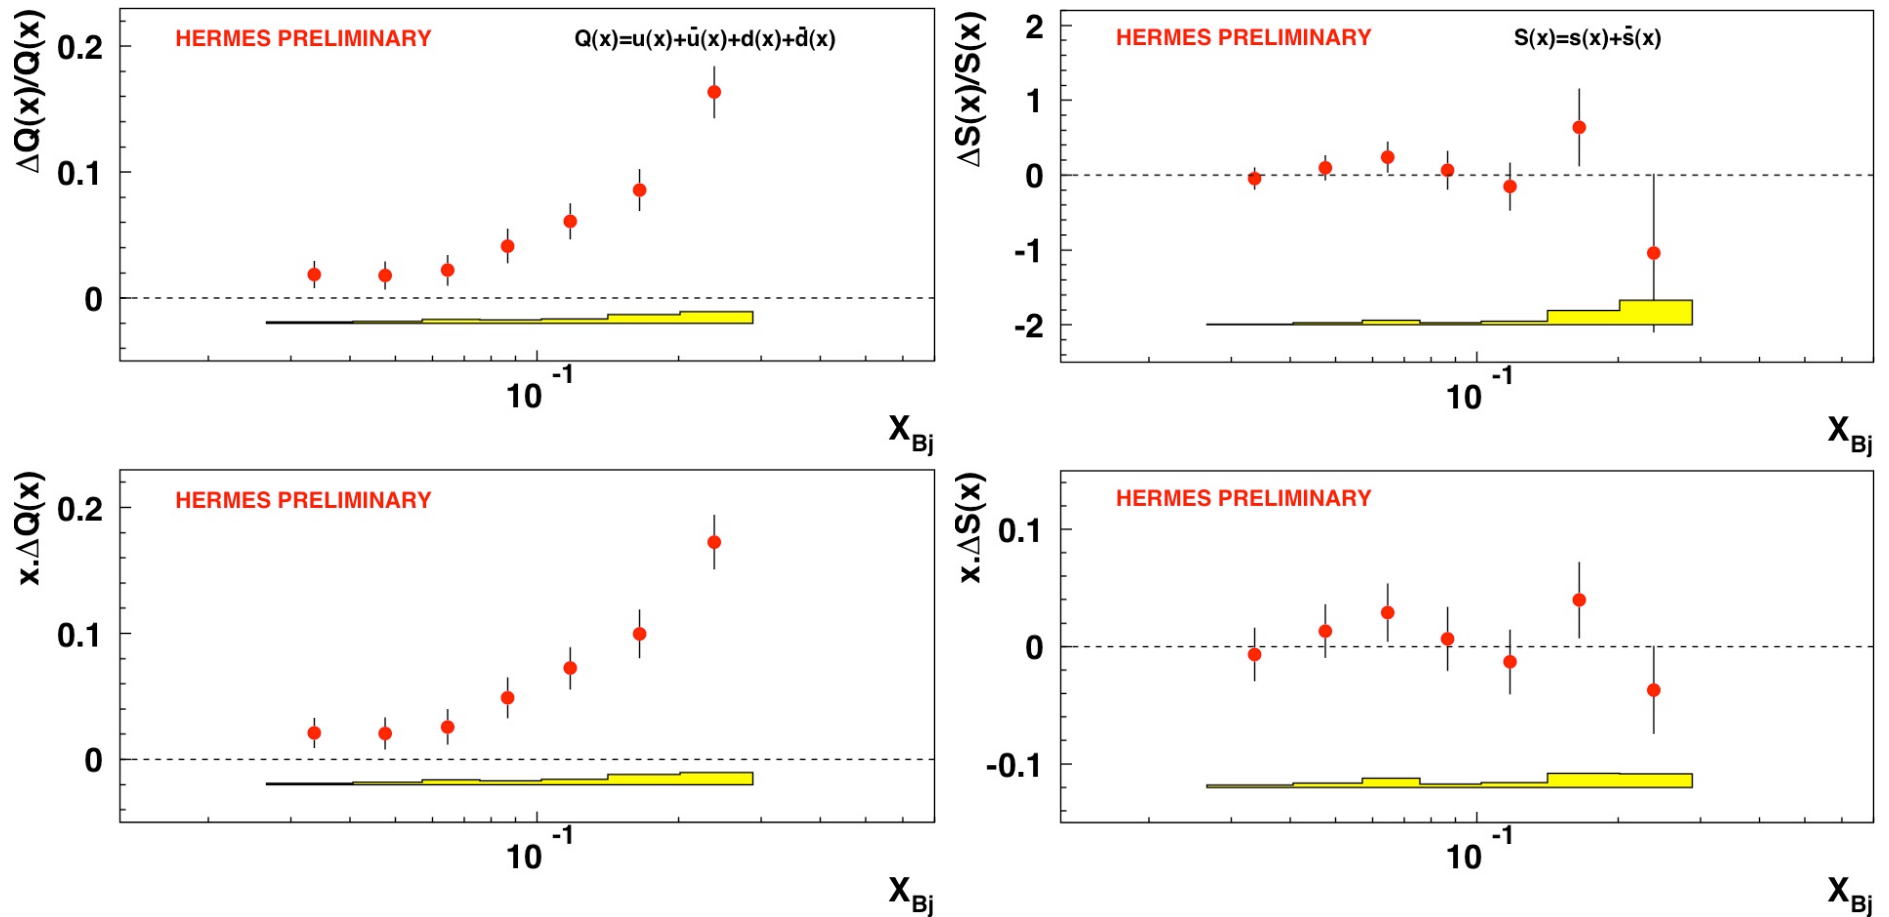 ΔQ(x)/Q(x)
HERMES PRELIMINARY
Q(x)=u(x)+ū(x)+d(x)+d̄(x)
0.2
0.1
0
10^-1
X_Bj
ΔS(x)/S(x)
HERMES PRELIMINARY
S(x)=s(x)+s̄(x)
2
1
0
-1
-2
10^-1
X_Bj
x.ΔQ(x)
HERMES PRELIMINARY
0.2
0.1
0
10^-1
X_Bj
x.ΔS(x)
HERMES PRELIMINARY
0.1
0
-0.1
10^-1
X_Bj